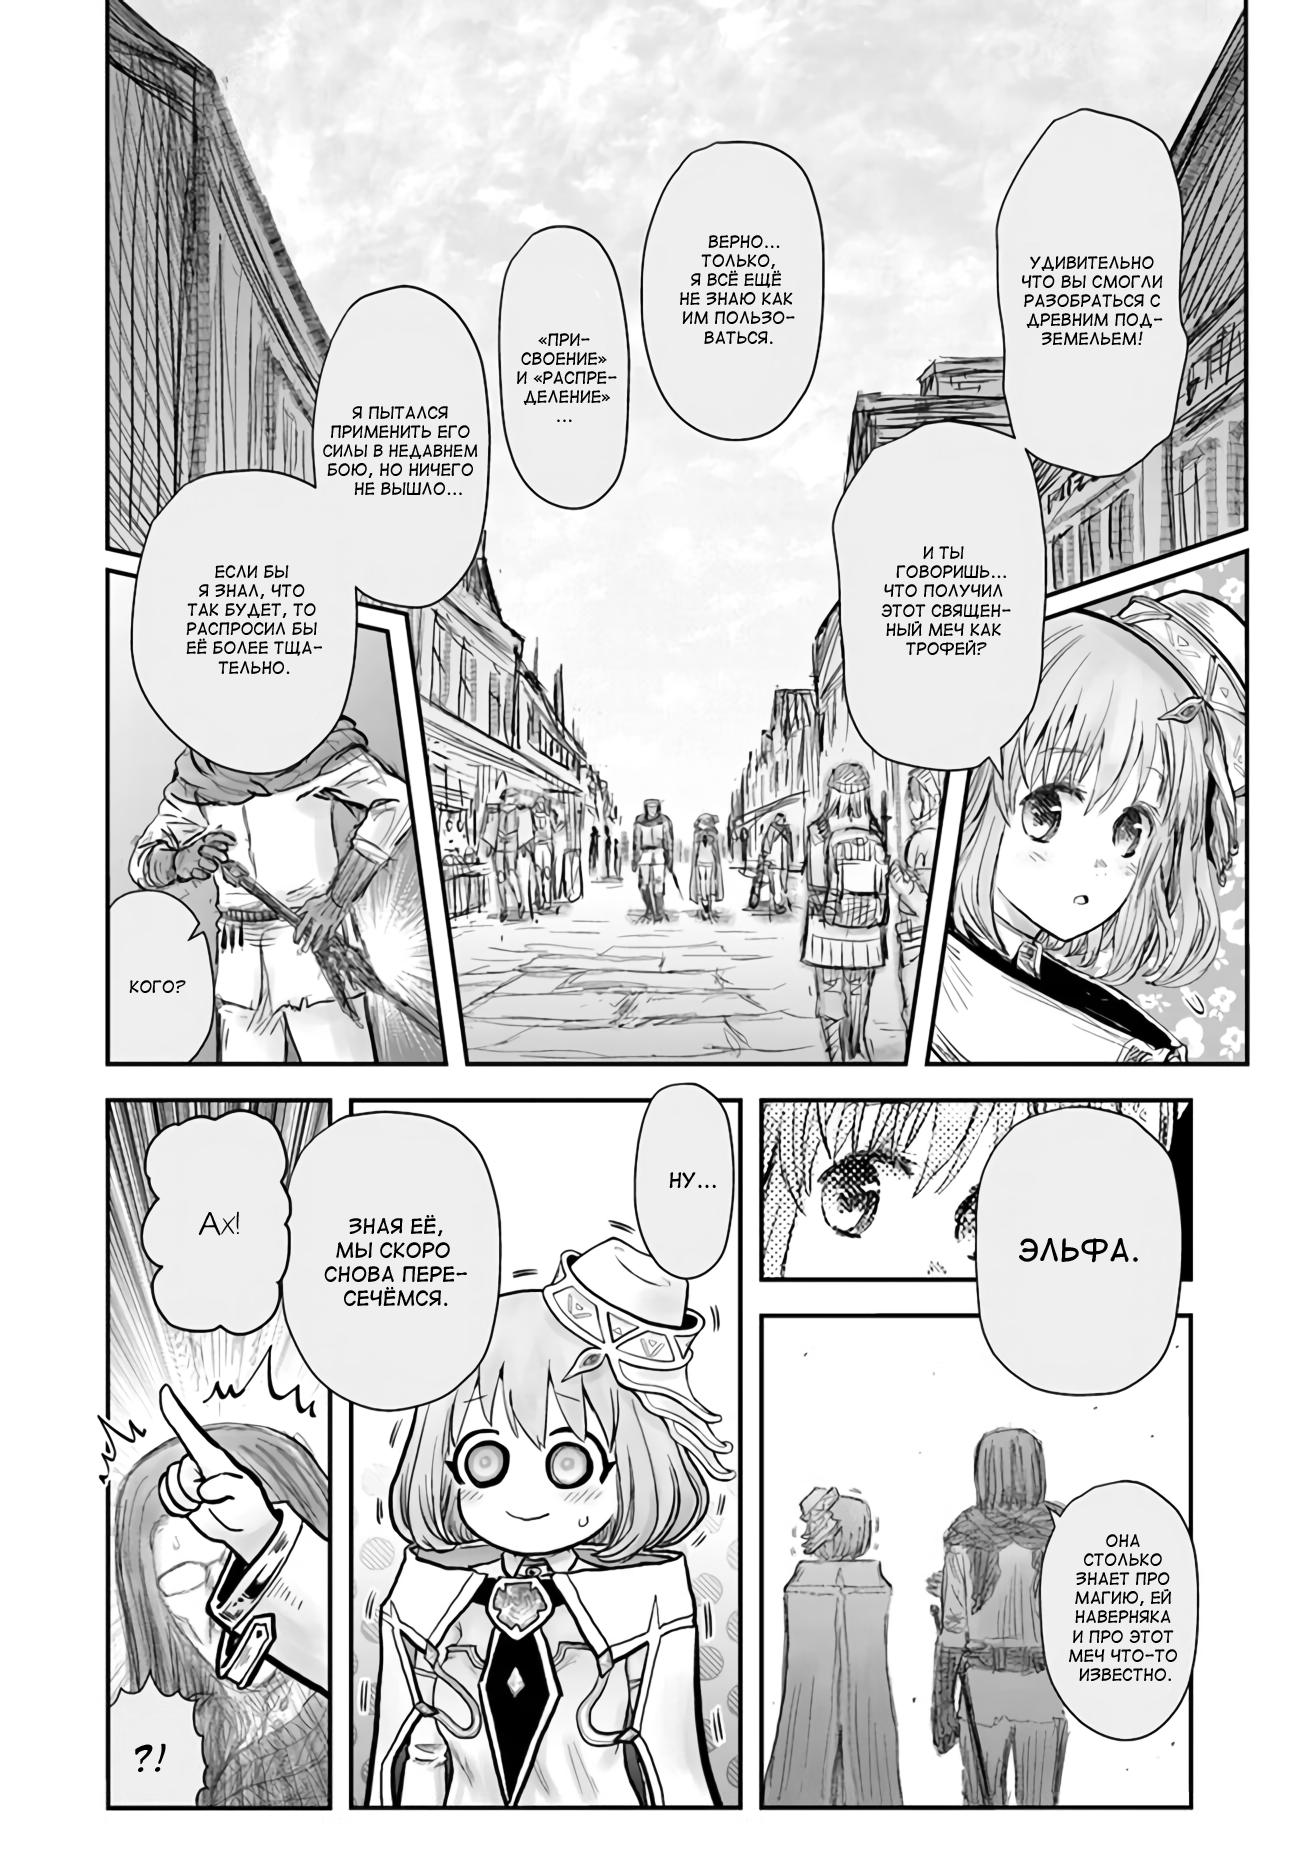 УДИВИТЕЛЬНО
ЧТО ВЫ СМОГЛИ
РАЗОБРАТЬСЯ С
ДРЕВНИМ ПОД-
ЗЕМЕЛЬЕМ!
И ТЫ
ГОВОРИШЬ...
ЧТО ПОЛУЧИЛ
ЭТОТ СВЯЩЕН-
НЫЙ МЕЧ КАК
ТРОФЕЙ?
ВЕРНО...
ТОЛЬКО,
Я ВСЁ ЕЩЁ
НЕ ЗНАЮ КАК
ИМ ПОЛЬЗО-
ВАТЬСЯ.
«ПРИ-
СВОЕНИЕ»
И «РАСПРЕ-
ДЕЛЕНИЕ»
...
Я ПЫТАЛСЯ
ПРИМЕНИТЬ ЕГО
СИЛЫ В НЕДАВНЕМ
БОЮ, НО НИЧЕГО
НЕ ВЫШЛО...
ЕСЛИ БЫ
Я ЗНАЛ, ЧТО
ТАК БУДЕТ, ТО
РАСПРОСИЛ БЫ
ЕЁ БОЛЕЕ ТЩА-
ТЕЛЬНО.
КОГО?
ЭЛЬФА.
ОНА
СТОЛЬКО
ЗНАЕТ ПРО
МАГИЮ, ЕЙ
НАВЕРНЯКА
И ПРО ЭТОТ
МЕЧ ЧТО-ТО
ИЗВЕСТНО.
НУ...
ЗНАЯ ЕЁ,
МЫ СКОРО
СНОВА ПЕРЕ-
СЕЧЁМСЯ.
АХ!
?!